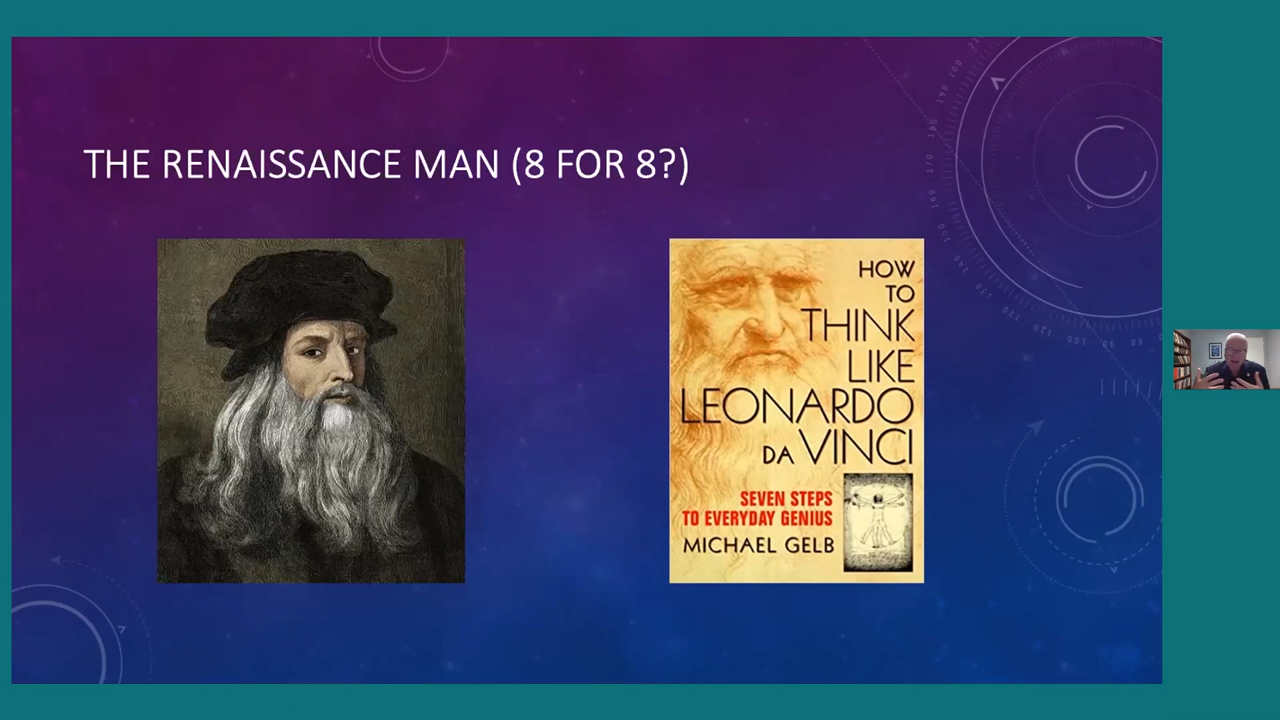 THE RENAISSANCE MAN (8 FOR 8?)
HOW
TO
THINK
LIKE
LEONARDO
DA VINCI
SEVEN STEPS
TO EVERYDAY GENIUS
MICHAEL GELB